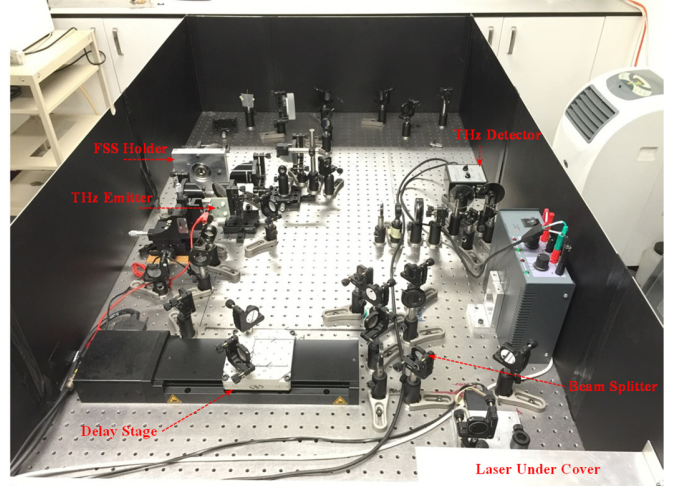 THz Detector
FSS Holder
THz Emitter
Beam Splitter
Delay Stage
Laser Under Cover